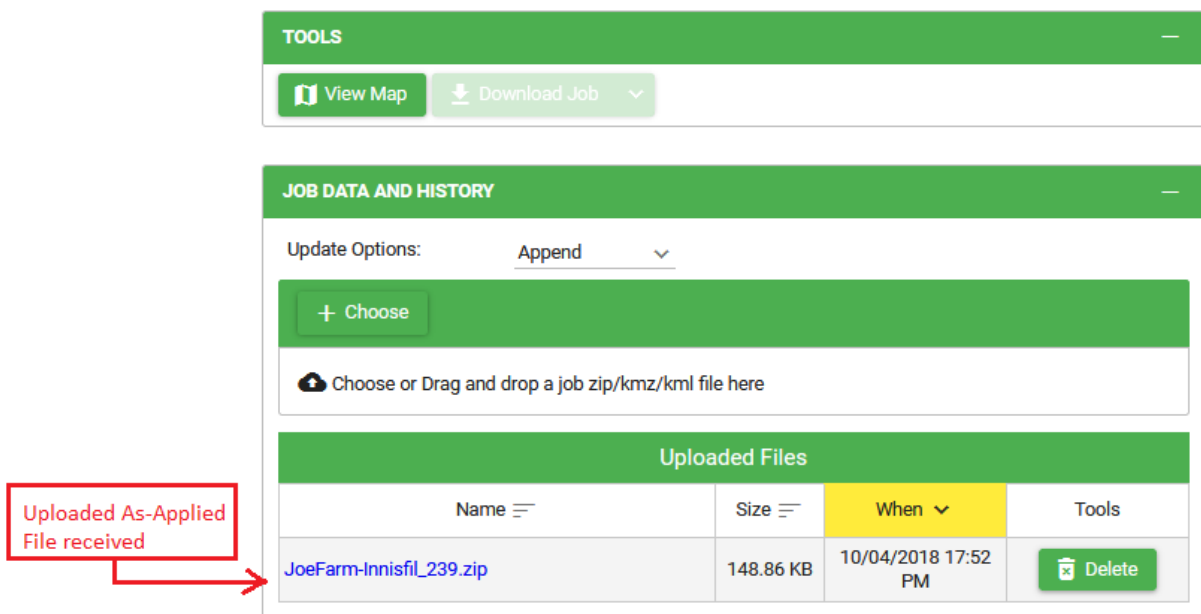 TOOLS
View Map
Download Job
JOB DATA AND HISTORY
Update Options:
Append
Choose
Choose or Drag and drop a job zip/kmz/kml file here
Uploaded Files
Name
Size
When
Tools
Uploaded As-Applied
File received
JoeFarm-Innisfil_239.zip
148.86 KB
10/04/2018 17:52
PM
Delete